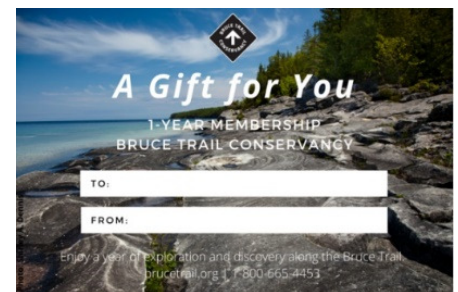 BRUCE TRAIL
CONSERVANCY
A Gift for You
1-YEAR MEMBERSHIP
BRUCE TRAIL CONSERVANCY
TO:
FROM:
Enjoy a year of exploration and discovery along the Bruce Trail.
brucetrail.org | 1-800-665-4453